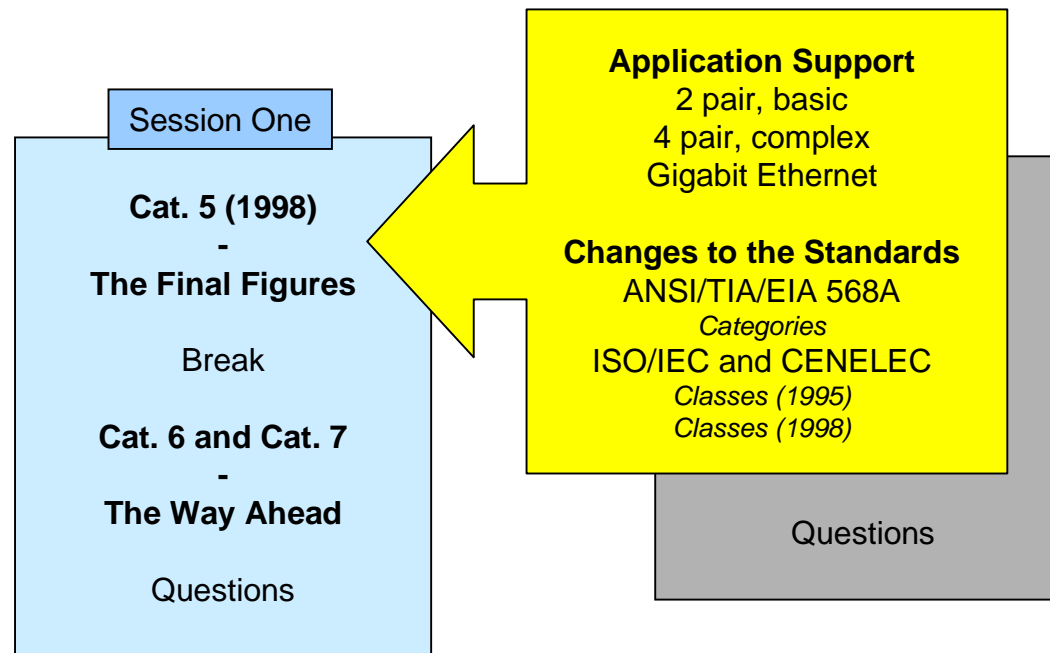 Session One
Cat. 5 (1998)
-
The Final Figures
Break
Cat. 6 and Cat. 7
-
The Way Ahead
Questions
Application Support
2 pair, basic
4 pair, complex
Gigabit Ethernet
Changes to the Standards
ANSI/TIA/EIA 568A
Categories
ISO/IEC and CENELEC
Classes (1995)
Classes (1998)
Questions